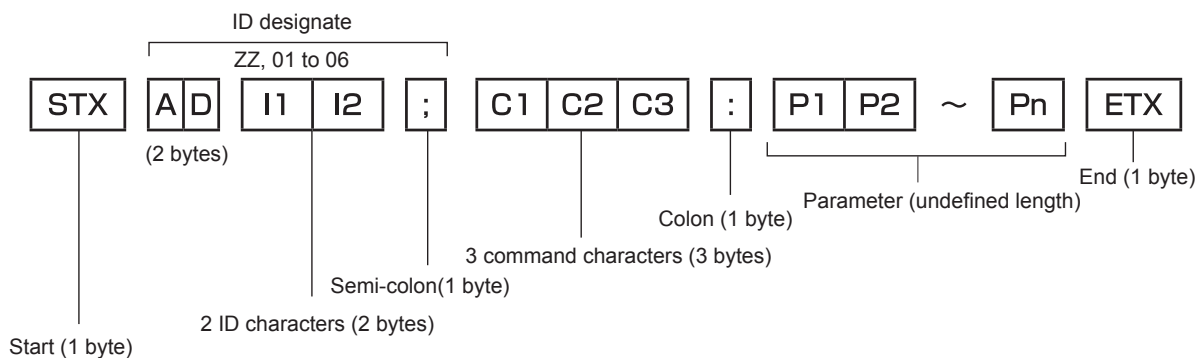 ID designate
ZZ, 01 to 06
STX A D I1 I2 ; C1 C2 C3 : P1 P2 ～ Pn ETX
(2 bytes)
End (1 byte)
Parameter (undefined length)
Colon (1 byte)
3 command characters (3 bytes)
Semi-colon(1 byte)
2 ID characters (2 bytes)
Start (1 byte)